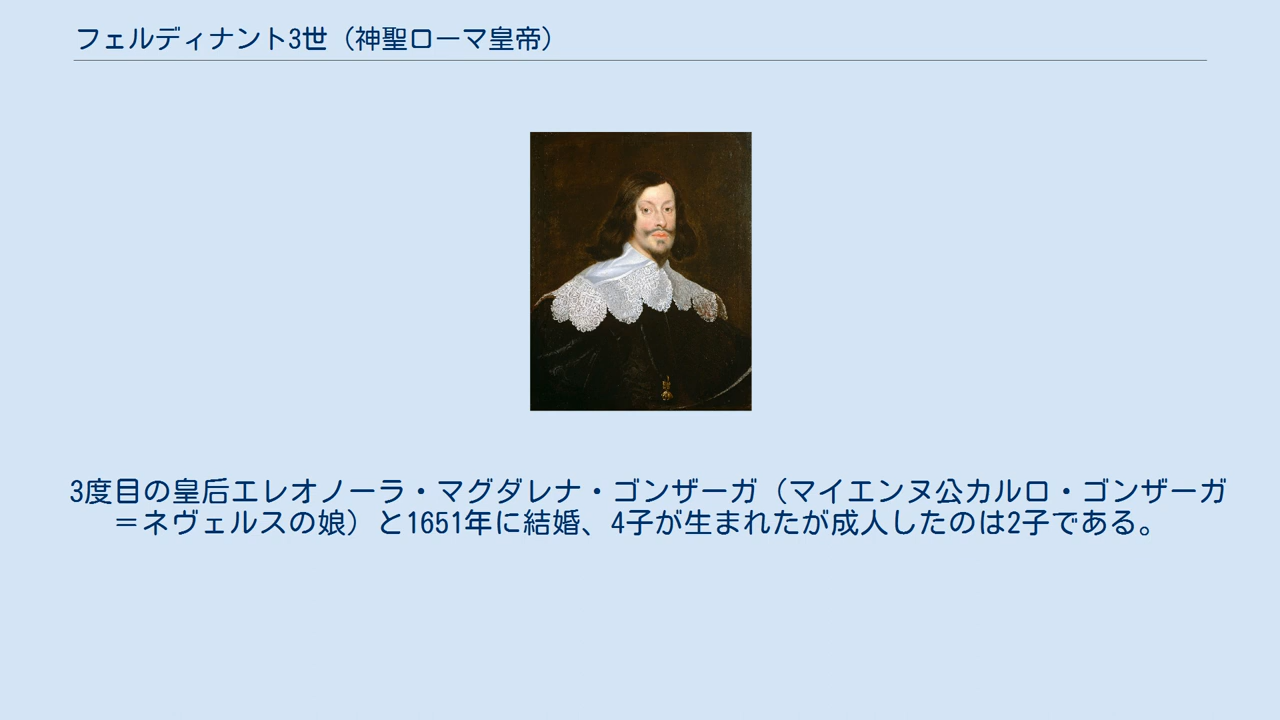 フェルディナント3世（神聖ローマ皇帝）
3度目の皇后エレオノーラ・マグダレナ・ゴンザーガ（マイエンヌ公カルロ・ゴンザーガ
＝ネヴェルスの娘）と1651年に結婚、4子が生まれたが成人したのは2子である。